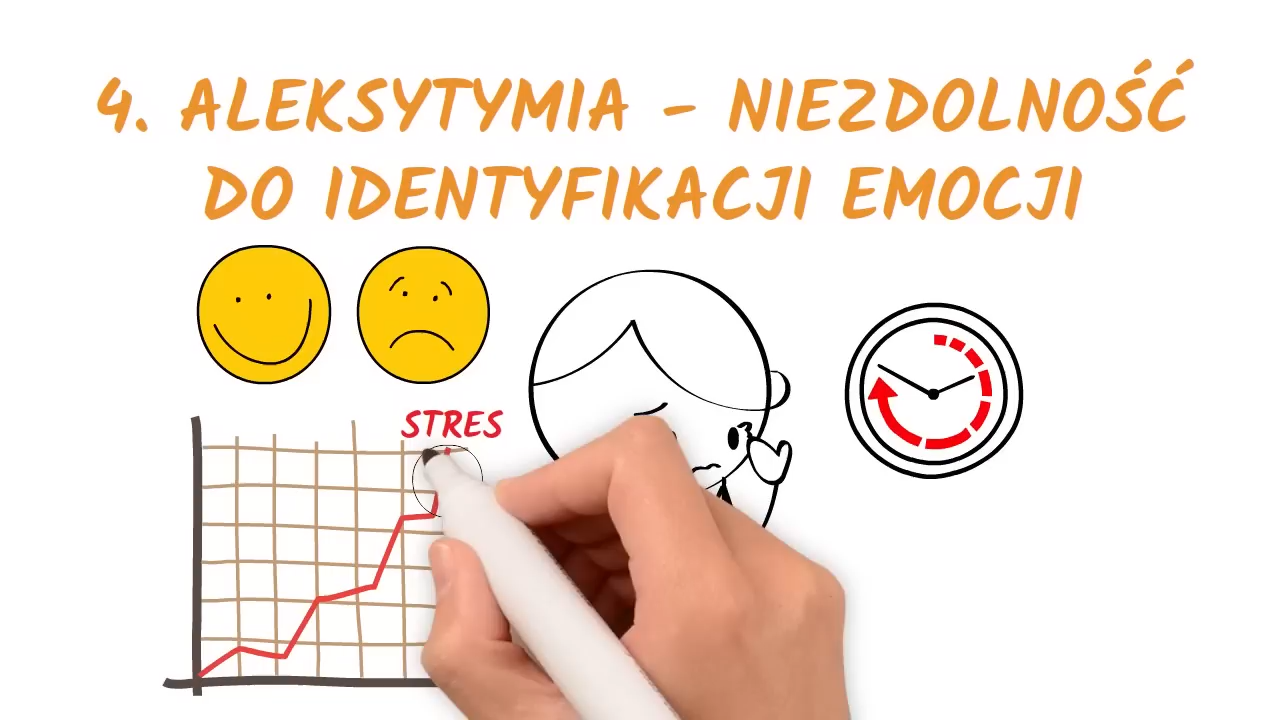 4. ALEKSYTYMIA - NIEZDOLNOŚĆ
DO IDENTYFIKACJI EMOCJI
STRES